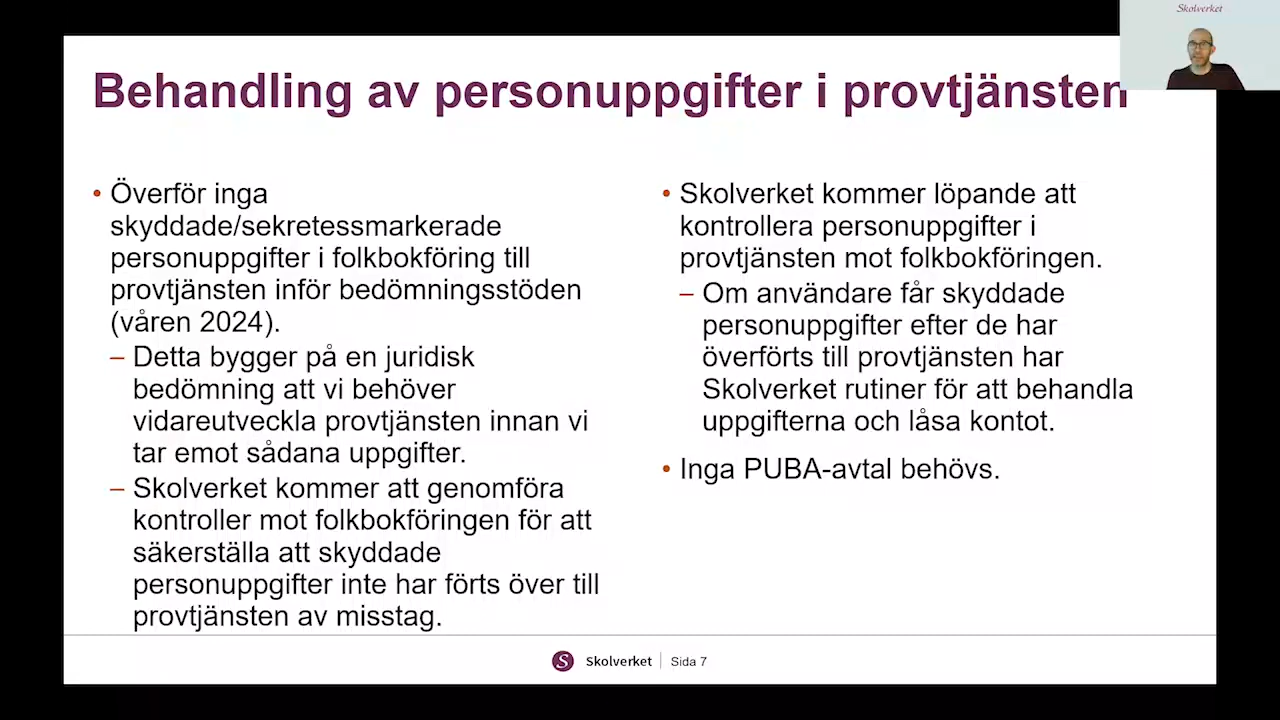 Skolverket
Behandling av personuppgifter i provtjänsten
• Överför inga
skyddade/sekretessmarkerade
personuppgifter i folkbokföring till
provtjänsten inför bedömningsstöden
(våren 2024).
– Detta bygger på en juridisk
bedömning att vi behöver
vidareutveckla provtjänsten innan vi
tar emot sådana uppgifter.
– Skolverket kommer att genomföra
kontroller mot folkbokföringen för att
säkerställa att skyddade
personuppgifter inte har förts över till
provtjänsten av misstag.
• Skolverket kommer löpande att
kontrollera personuppgifter i
provtjänsten mot folkbokföringen.
– Om användare får skyddade
personuppgifter efter de har
överförts till provtjänsten har
Skolverket rutiner för att behandla
uppgifterna och låsa kontot.
• Inga PUBA-avtal behövs.
S Skolverket | Sida 7